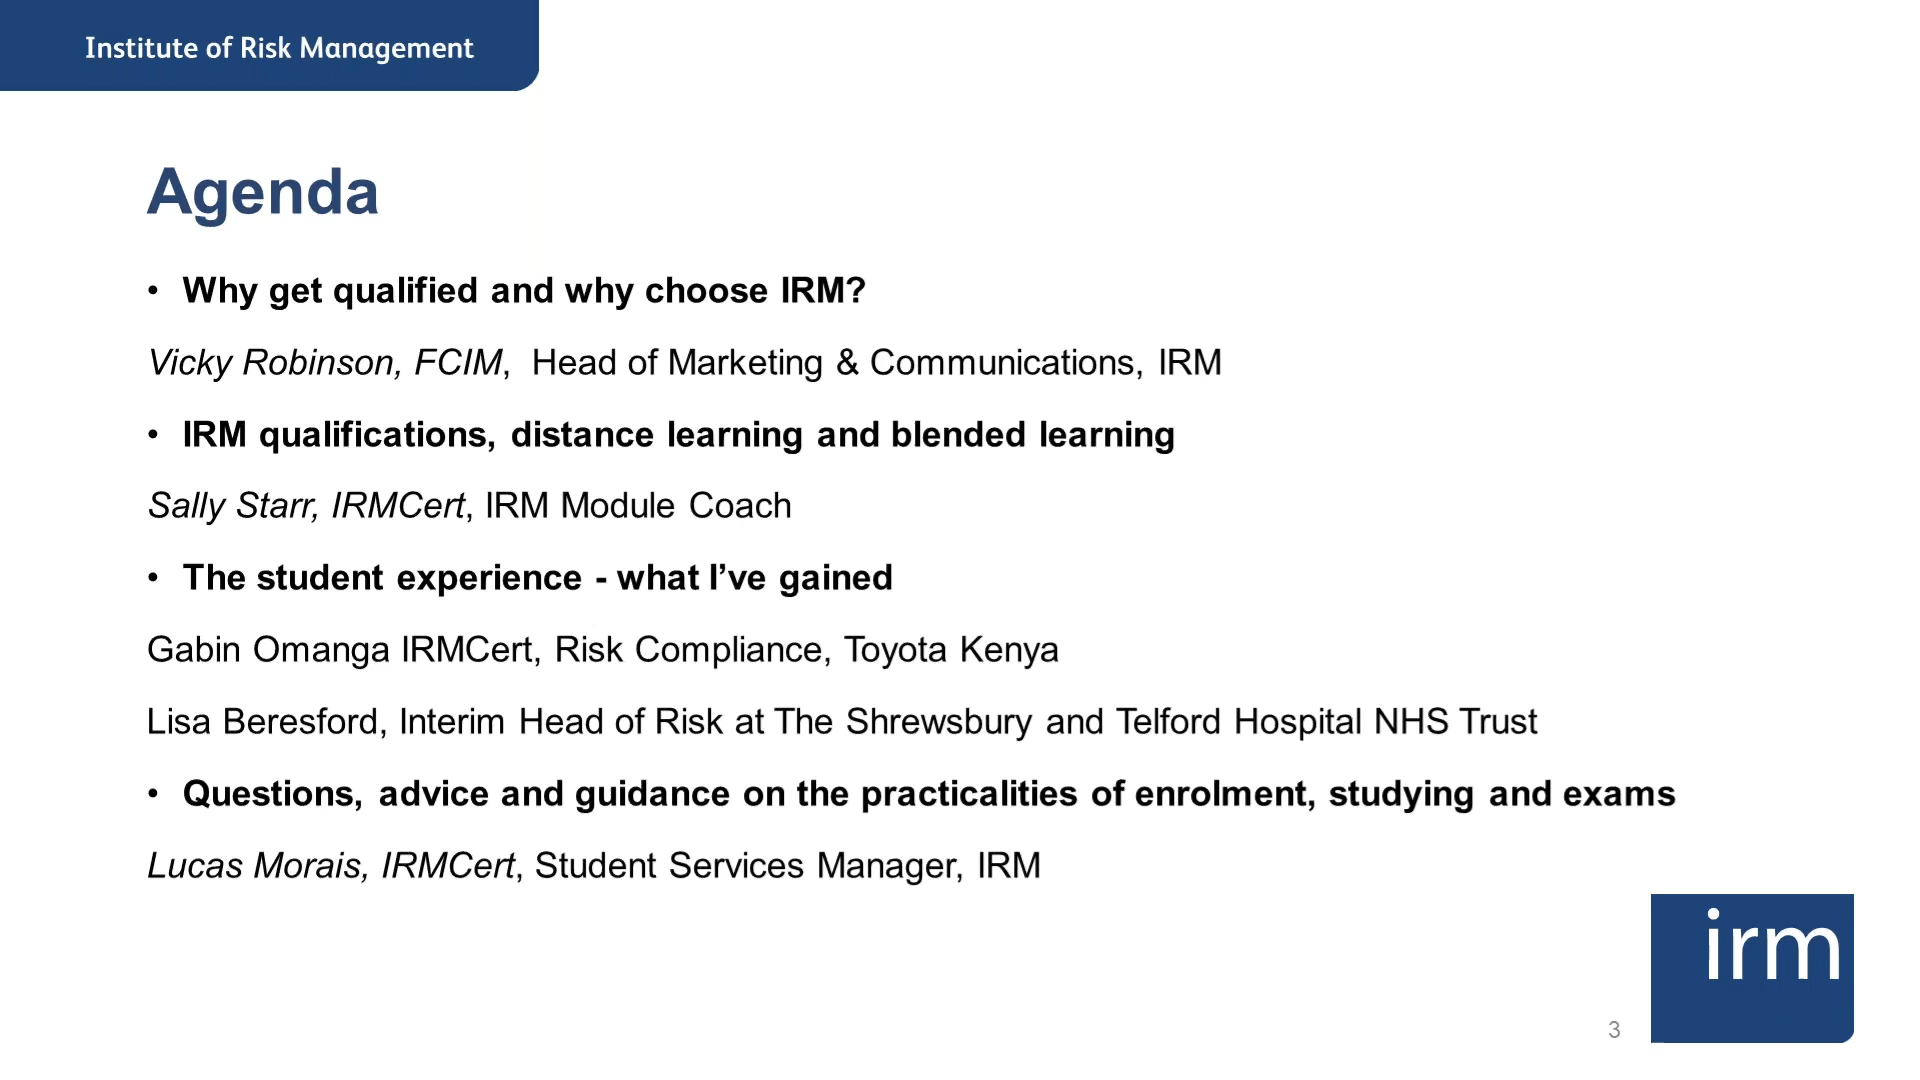 Institute of Risk Management
Agenda
• Why get qualified and why choose IRM?
Vicky Robinson, FCIM, Head of Marketing & Communications, IRM
• IRM qualifications, distance learning and blended learning
Sally Starr, IRMCert, IRM Module Coach
• The student experience - what I’ve gained
Gabin Omanga IRMCert, Risk Compliance, Toyota Kenya
Lisa Beresford, Interim Head of Risk at The Shrewsbury and Telford Hospital NHS Trust
• Questions, advice and guidance on the practicalities of enrolment, studying and exams
Lucas Morais, IRMCert, Student Services Manager, IRM
irm
3